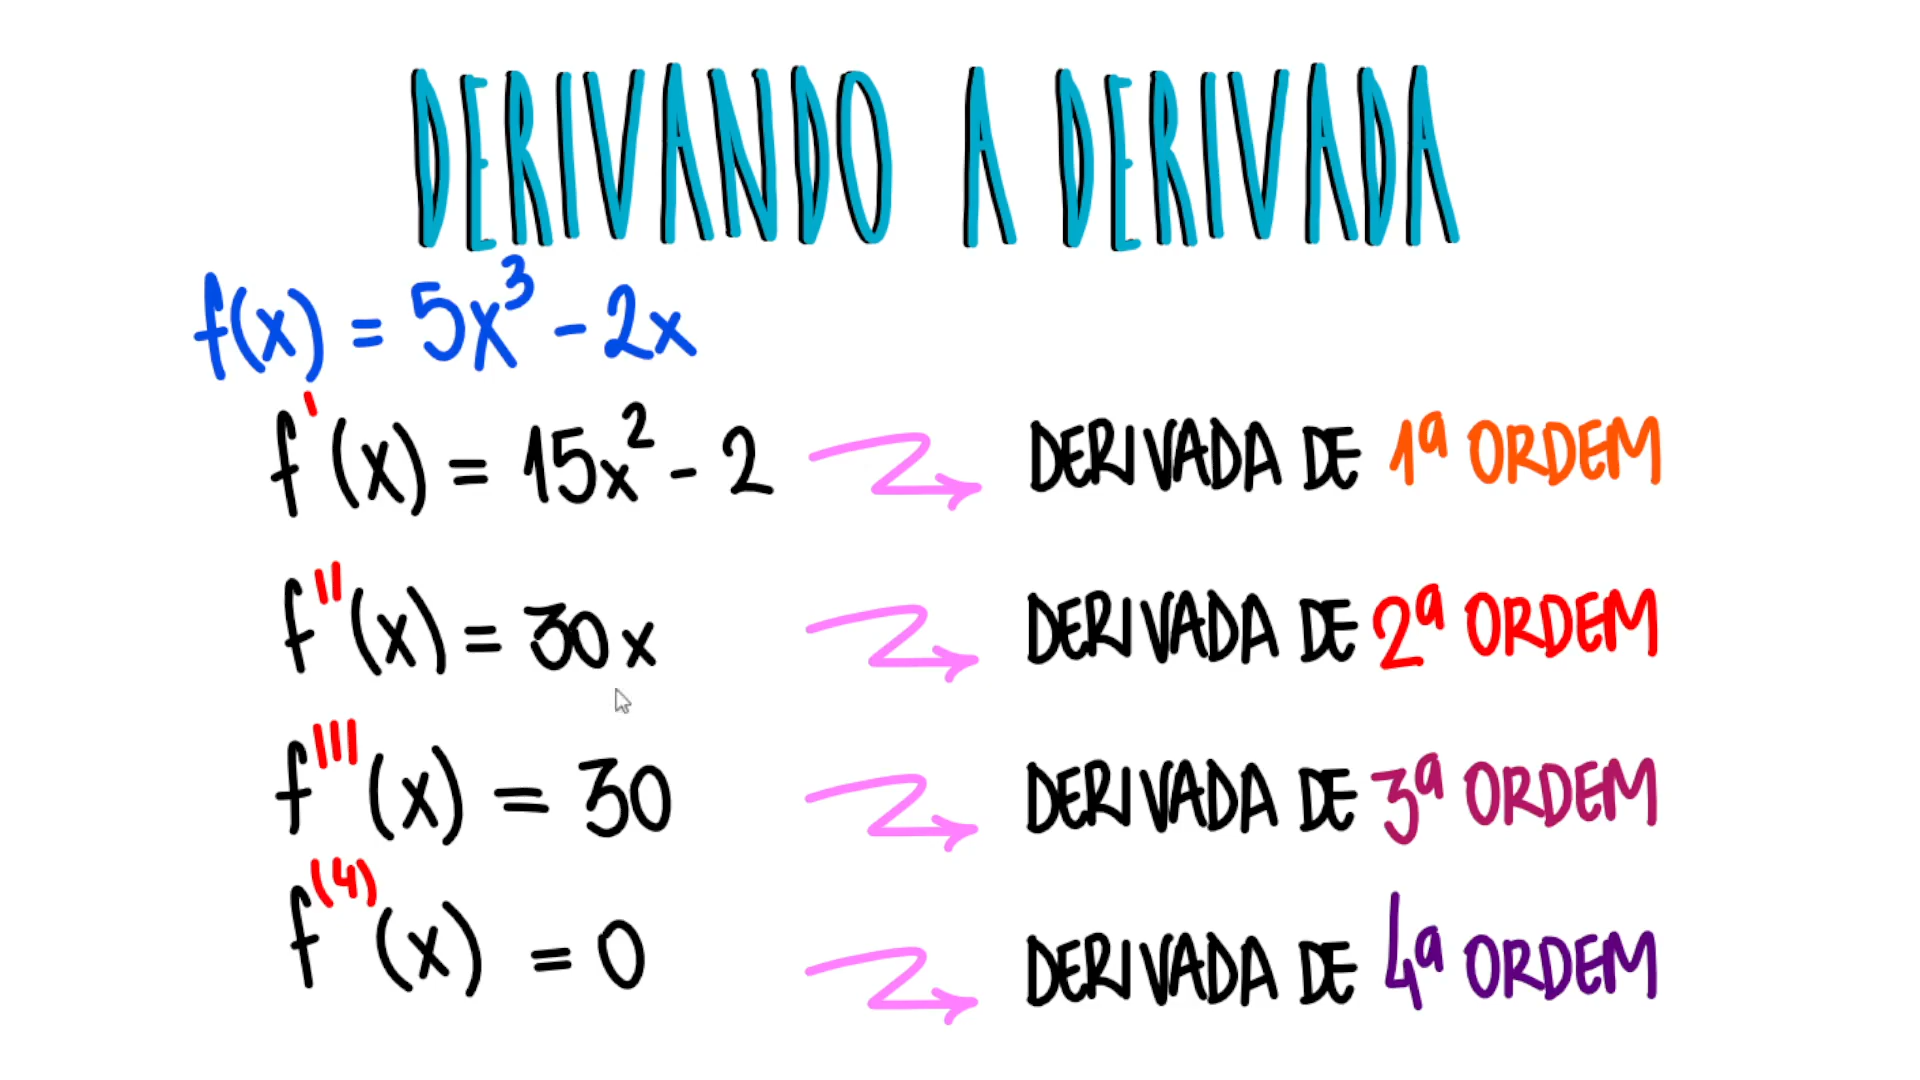 DERIVANDO A DERIVADA
f(x) = 5x³ - 2x
f'(x) = 15x² - 2 DERIVADA DE 1ª ORDEM
f''(x) = 30x DERIVADA DE 2ª ORDEM
f'''(x) = 30 DERIVADA DE 3ª ORDEM
f⁽⁴⁾(x) = 0 DERIVADA DE 4ª ORDEM